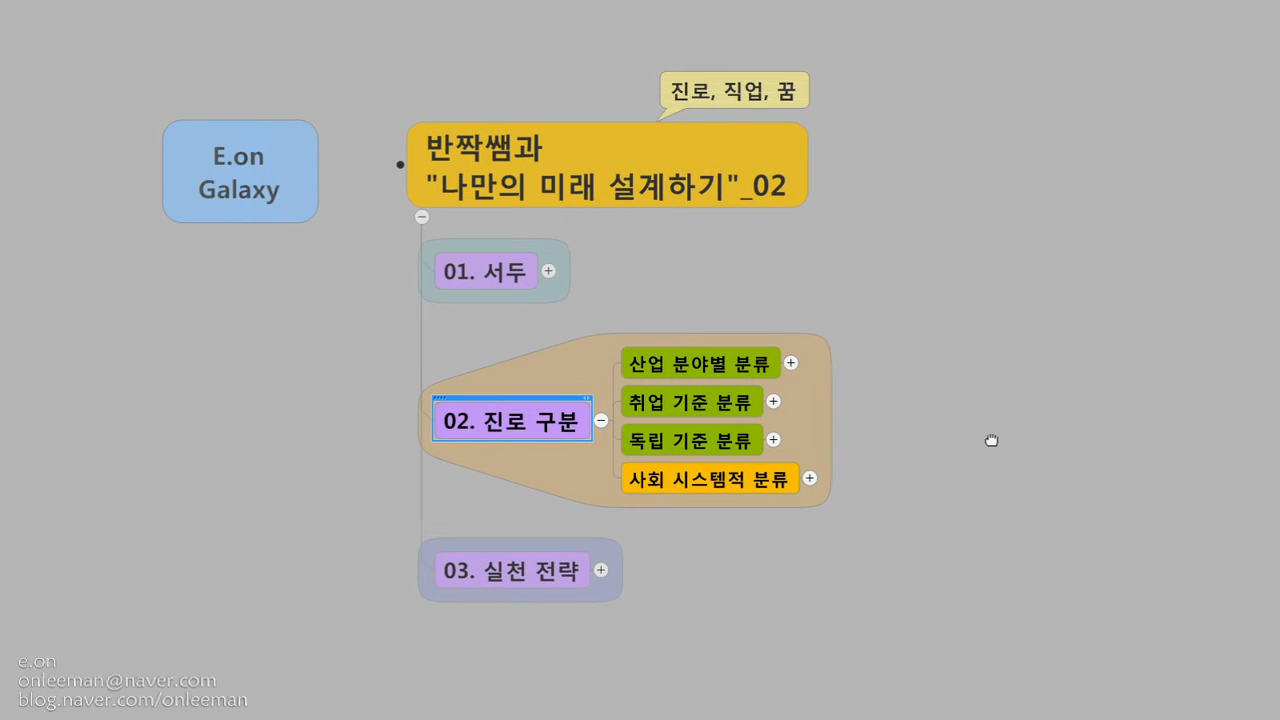 진로, 직업, 꿈
E.on
Galaxy
반짝쌤과
"나만의 미래 설계하기"_02
01. 서두
02. 진로 구분
산업 분야별 분류
취업 기준 분류
독립 기준 분류
사회 시스템적 분류
03. 실천 전략
e.on
onleeman@naver.com
blog.naver.com/onleeman